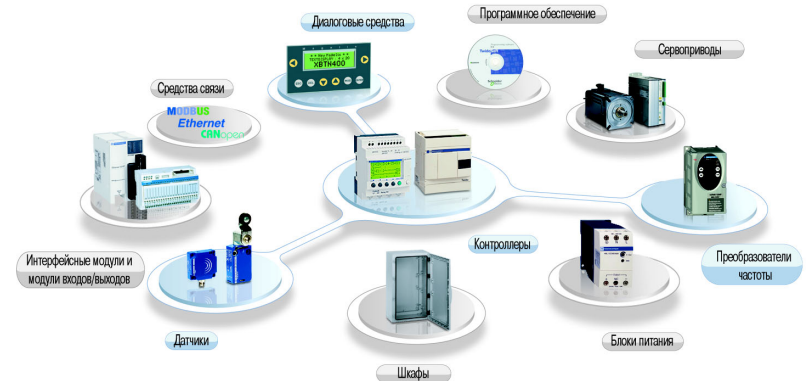 Диалоговые средства
Программное обеспечение
Сервоприводы
Средства связи
XBTN400
MODBUS
Ethernet
CANopen
Интерфейсные модули и
модули входов/выходов
Контроллеры
Преобразователи
частоты
Датчики
Блоки питания
Шкафы